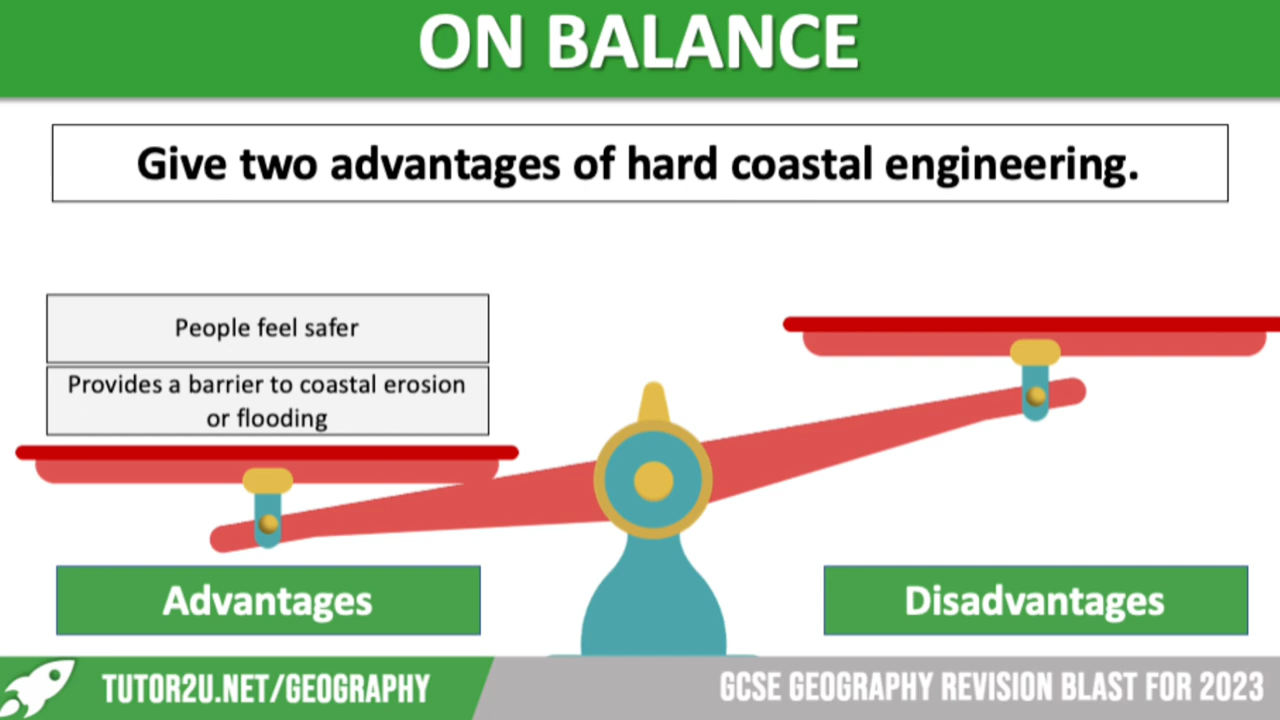 ON BALANCE
Give two advantages of hard coastal engineering.
People feel safer
Provides a barrier to coastal erosion
or flooding
Advantages
Disadvantages
TUTOR2U.NET/GEOGRAPHY
GCSE GEOGRAPHY REVISION BLAST FOR 2023